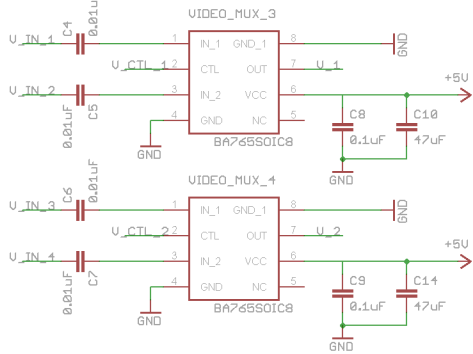 VIDEO_MUX_3
V_IN_1
C4
0.01uF
1
IN_1
GND_1
8
GND
V_CTL_1
2
CTL
OUT
7
V_1
V_IN_2
3
IN_2
VCC
6
+5V
0.01uF
C5
4
GND
NC
5
C8
C10
GND
BA7655OIC8
0.1uF
47uF
GND
VIDEO_MUX_4
V_IN_3
C6
0.01uF
1
IN_1
GND_1
8
GND
V_CTL_2
2
CTL
OUT
7
V_2
V_IN_4
3
IN_2
VCC
6
+5V
0.01uF
C7
4
GND
NC
5
C9
C14
GND
BA7655OIC8
0.1uF
47uF
GND